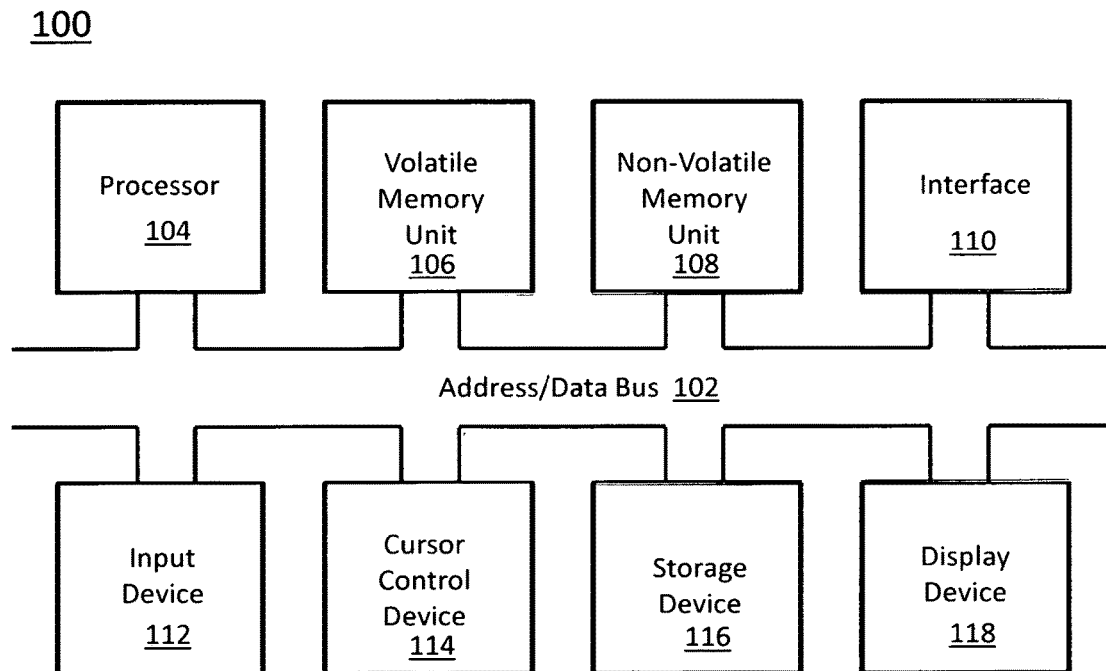 100
Processor
104
Volatile
Memory
Unit
106
Non-Volatile
Memory
Unit
108
Interface
110
Address/Data Bus 102
Input
Device
112
Cursor
Control
Device
114
Storage
Device
116
Display
Device
118